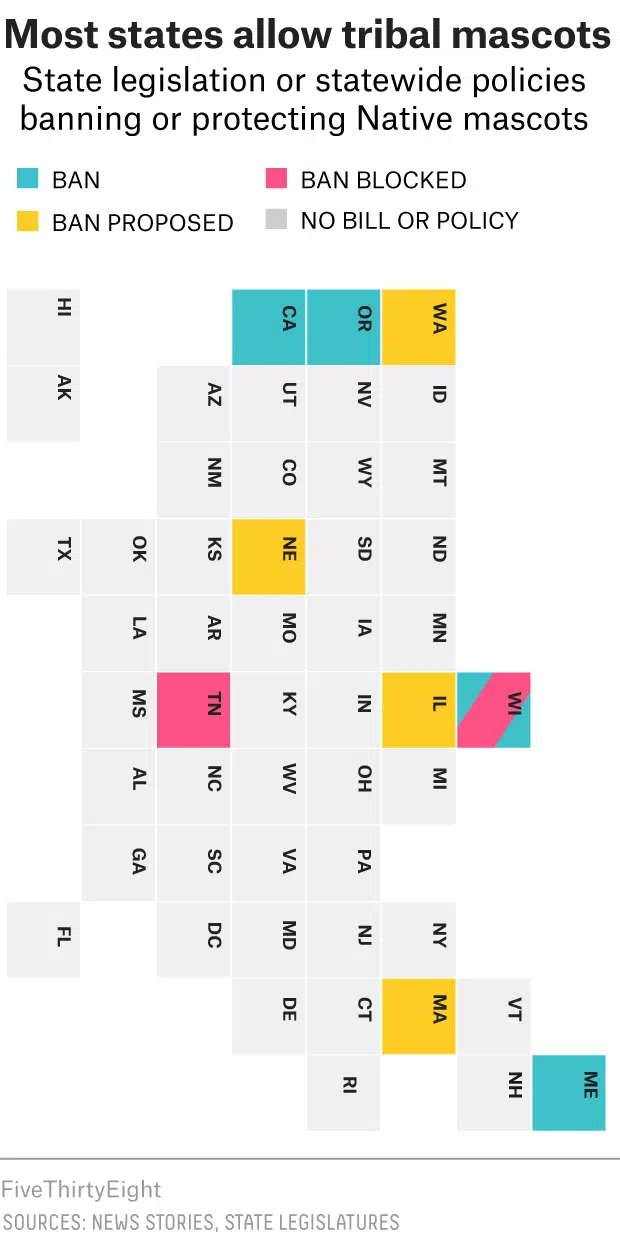 Most states allow tribal mascots
State legislation or statewide policies
banning or protecting Native mascots
BAN
BAN BLOCKED
BAN PROPOSED
NO BILL OR POLICY
HI
CA
OR
WA
AK
AZ
UT
NV
ID
NM
CO
WY
MT
TX
OK
KS
NE
SD
ND
LA
AR
MO
IA
MN
MS
TN
KY
IN
IL
WI
AL
NC
WV
OH
MI
GA
SC
VA
PA
FL
DC
MD
NJ
NY
DE
CT
MA
VT
RI
NH
ME
FiveThirtyEight
SOURCES: NEWS STORIES, STATE LEGISLATURES